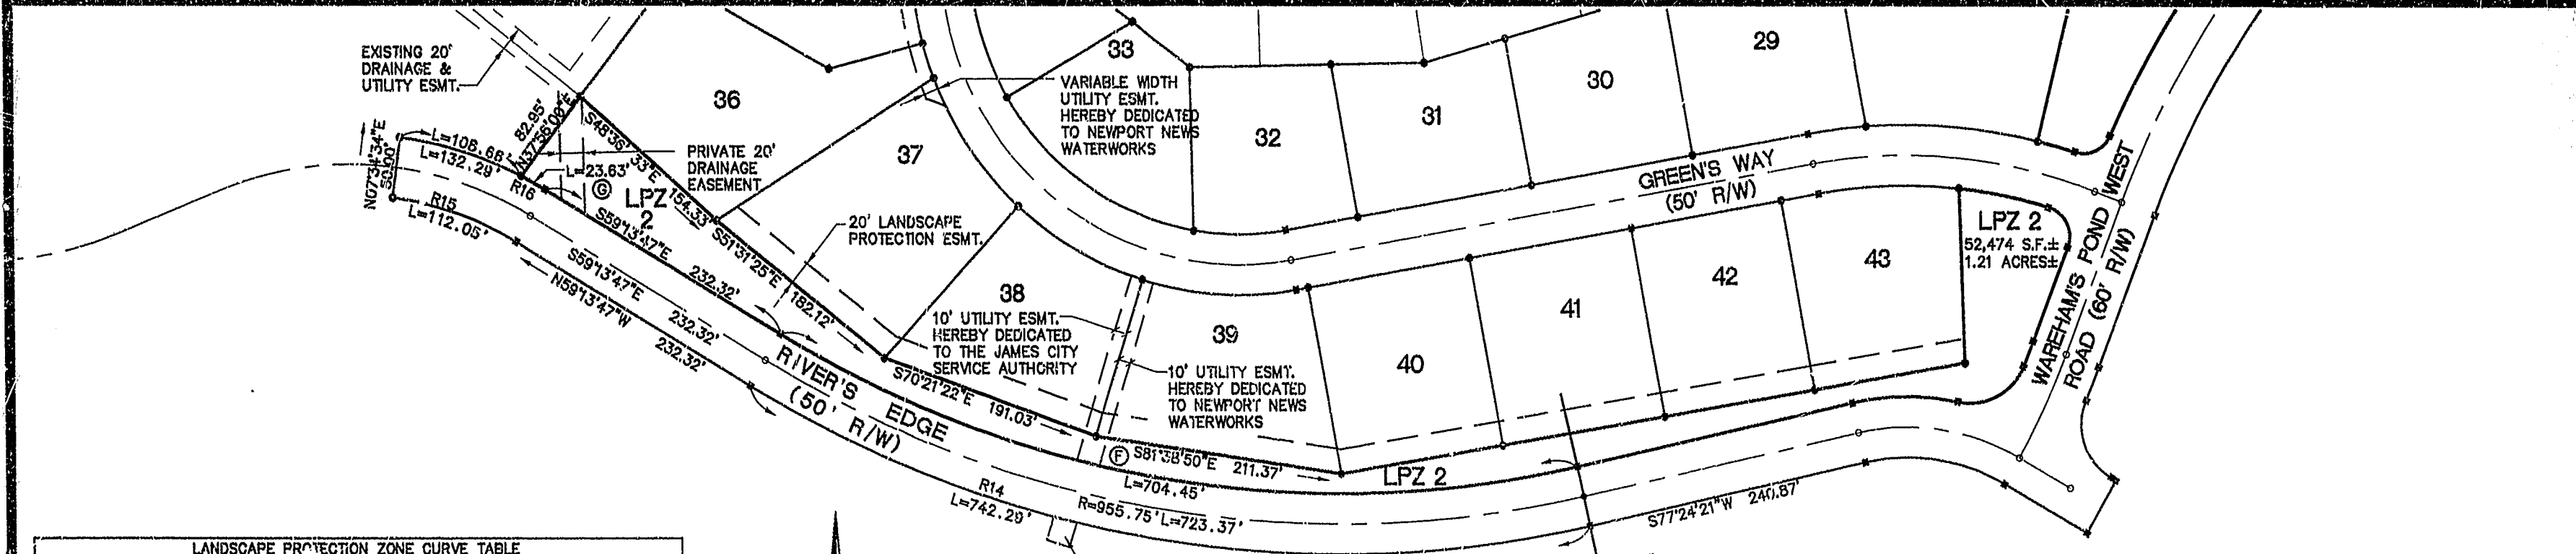 EXISTING 20'
DRAINAGE &
UTILITY ESMT.
36
33
29
30
31
32
37
VARIABLE WIDTH
UTILITY ESMT.
HEREBY DEDICATED
TO NEWPORT NEWS
WATERWORKS
82.95'
N37°56'06"E
S48°36'33"E
154.33'
N07°34'34"E
50.00'
L=108.66'
L=132.29'
R16
L=23.63'
G
LPZ
2
PRIVATE 20'
DRAINAGE
EASEMENT
R15
L=112.05'
S59°13'47"E
232.32'
S51°31'25"E
182.12'
20' LANDSCAPE
PROTECTION ESMT.
S59°13'47"E
232.32'
N59°13'47"W
232.32'
GREEN'S WAY
(50' R/W)
LPZ 2
52,474 S.F.±
1.21 ACRES±
WAREHAM'S POND WEST
ROAD (60' R/W)
38
39
40
41
42
43
10' UTILITY ESMT.
HEREBY DEDICATED
TO THE JAMES CITY
SERVICE AUTHORITY
10' UTILITY ESMT.
HEREBY DEDICATED
TO NEWPORT NEWS
WATERWORKS
RIVER'S EDGE
(50' R/W)
S70°21'22"E 191.03'
F
S81°38'50"E 211.37'
LPZ 2
L=704.45'
R14
L=742.29'
R=955.75' L=723.37'
S77°24'21"W 240.87'
LANDSCAPE PROTECTION ZONE CURVE TABLE